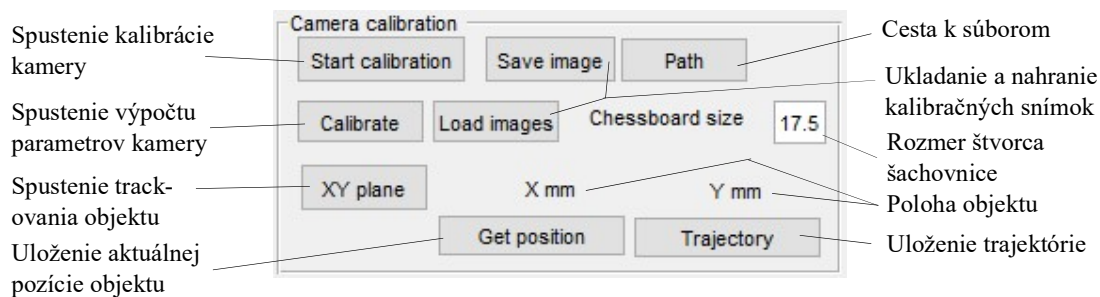 Spustenie kalibrácie
kamery
Spustenie výpočtu
parametrov kamery
Spustenie track-
ovania objektu
Uloženie aktuálnej
pozície objektu
Camera calibration
Start calibration
Save image
Path
Calibrate
Load images
Chessboard size
17.5
XY plane
X mm
Y mm
Get position
Trajectory
Cesta k súborom
Ukladanie a nahranie
kalibračných snímok
Rozmer štvorca
šachovnice
Poloha objektu
Uloženie trajektórie